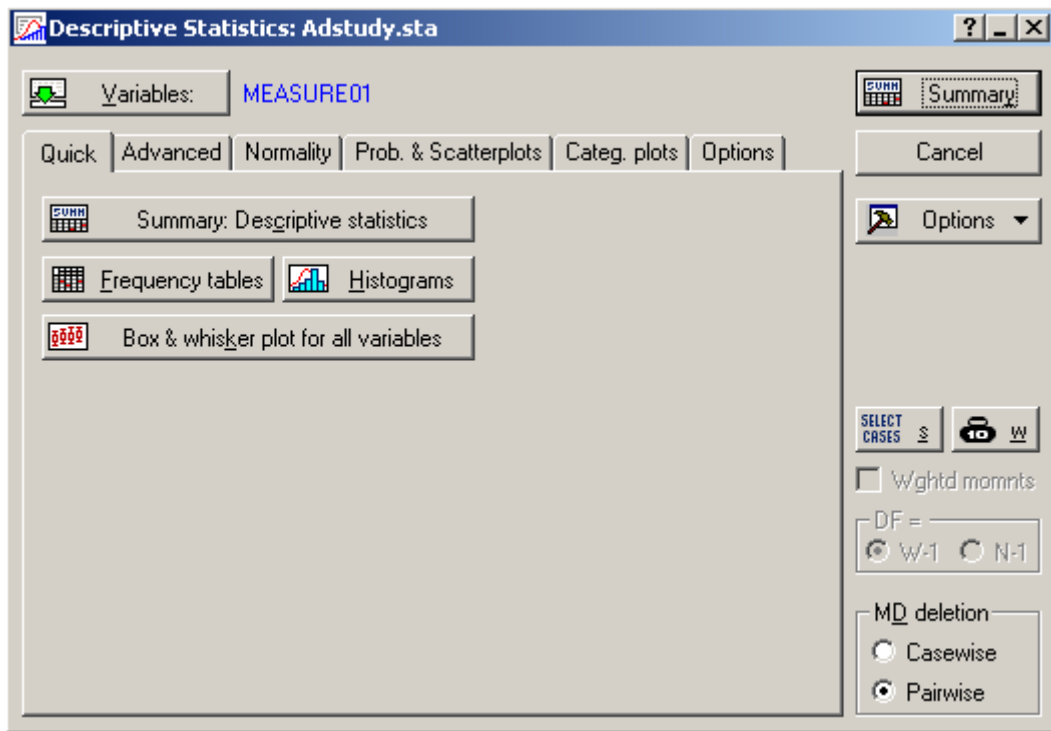 Descriptive Statistics: Adstudy.sta
Variables: MEASURE01
SUMM Summary
Quick Advanced Normality Prob. & Scatterplots Categ. plots Options
Cancel
SUMM Summary: Descriptive statistics
Options
Frequency tables Histograms
Box & whisker plot for all variables
SELECT CASES S 10 W
Wghtd momnts
DF =
W-1 N-1
MD deletion
Casewise
Pairwise